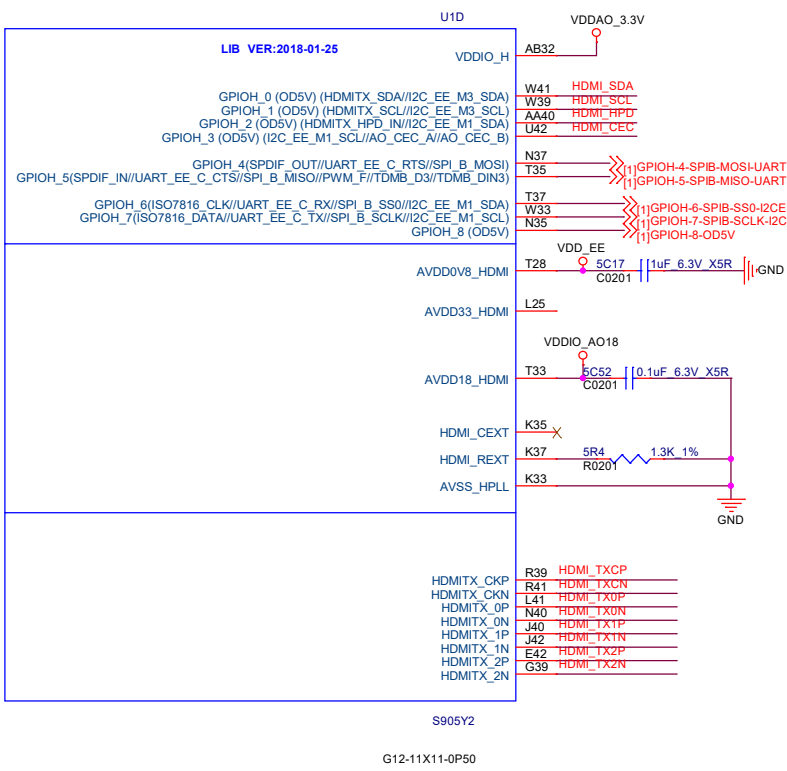 U1D
VDDAO_3.3V
LIB VER:2018-01-25
VDDIO_H AB32
GPIOH_0 (OD5V) (HDMITX_SDA//I2C_EE_M3_SDA) W41 HDMI_SDA
GPIOH_1 (OD5V) (HDMITX_SCL//I2C_EE_M3_SCL) W39 HDMI_SCL
GPIOH_2 (OD5V) (HDMITX_HPD_IN//I2C_EE_M1_SDA) AA40 HDMI_HPD
GPIOH_3 (OD5V) (I2C_EE_M1_SCL//AO_CEC_A//AO_CEC_B) U42 HDMI_CEC
GPIOH_4(SPDIF_OUT//UART_EE_C_RTS//SPI_B_MOSI) N37 [1]GPIOH-4-SPIB-MOSI-UART
GPIOH_5(SPDIF_IN//UART_EE_C_CTS//SPI_B_MISO//PWM_F//TDMB_D3//TDMB_DIN3) T35 [1]GPIOH-5-SPIB-MISO-UART
GPIOH_6(ISO7816_CLK//UART_EE_C_RX//SPI_B_SS0//I2C_EE_M1_SDA) T37 [1]GPIOH-6-SPIB-SS0-I2CE
GPIOH_7(ISO7816_DATA//UART_EE_C_TX//SPI_B_SCLK//I2C_EE_M1_SCL) W33 [1]GPIOH-7-SPIB-SCLK-I2C
GPIOH_8 (OD5V) N35 [1]GPIOH-8-OD5V
VDD_EE
AVDD0V8_HDMI T28 5C17 1uF_6.3V_X5R GND
C0201
AVDD33_HDMI L25
VDDIO_AO18
AVDD18_HDMI T33 5C52 0.1uF_6.3V_X5R
C0201
HDMI_CEXT K35
HDMI_REXT K37 5R4 1.3K_1%
R0201
AVSS_HPLL K33
GND
HDMITX_CKP R39 HDMI_TXCP
HDMITX_CKN R41 HDMI_TXCN
HDMITX_0P L41 HDMI_TX0P
HDMITX_0N N40 HDMI_TX0N
HDMITX_1P J40 HDMI_TX1P
HDMITX_1N J42 HDMI_TX1N
HDMITX_2P E42 HDMI_TX2P
HDMITX_2N G39 HDMI_TX2N
S905Y2
G12-11X11-0P50